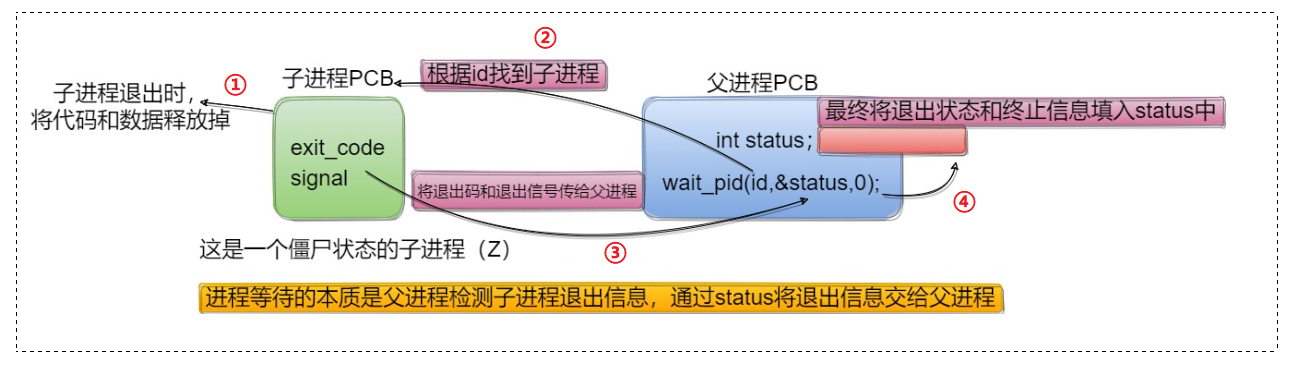 ②
子进程PCB
根据id找到子进程
父进程PCB
①
子进程退出时，
将代码和数据释放掉
exit_code
signal
最终将退出状态和终止信息填入status中
int status;
wait_pid(id,&status,0);
将退出码和退出信号传给父进程
④
③
这是一个僵尸状态的子进程（Z）
进程等待的本质是父进程检测子进程退出信息，通过status将退出信息交给父进程